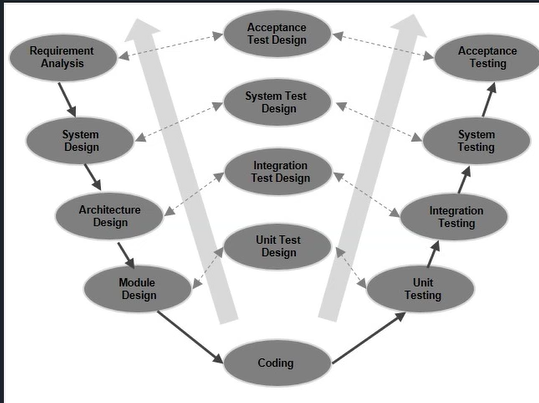 Requirement
Analysis
Acceptance
Test Design
Acceptance
Testing
System
Design
System Test
Design
System
Testing
Architecture
Design
Integration
Test Design
Integration
Testing
Module
Design
Unit Test
Design
Unit
Testing
Coding